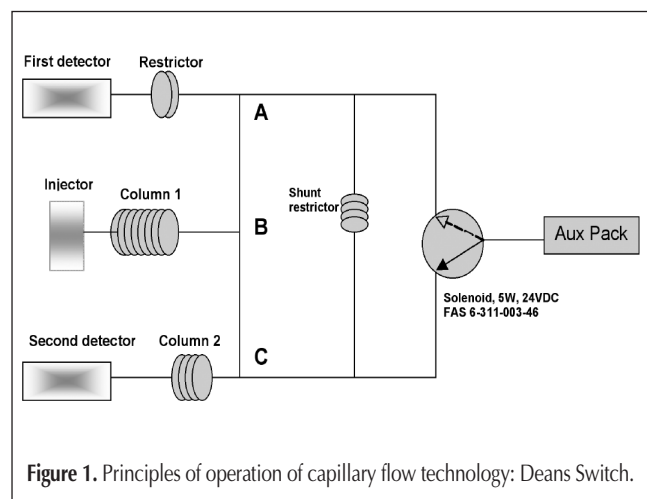 First detector
Restrictor
A
Injector
Column 1
B
Shunt
restrictor
Aux Pack
Solenoid, 5W, 24VDC
FAS 6-311-003-46
Second detector
Column 2
C
Figure 1. Principles of operation of capillary flow technology: Deans Switch.